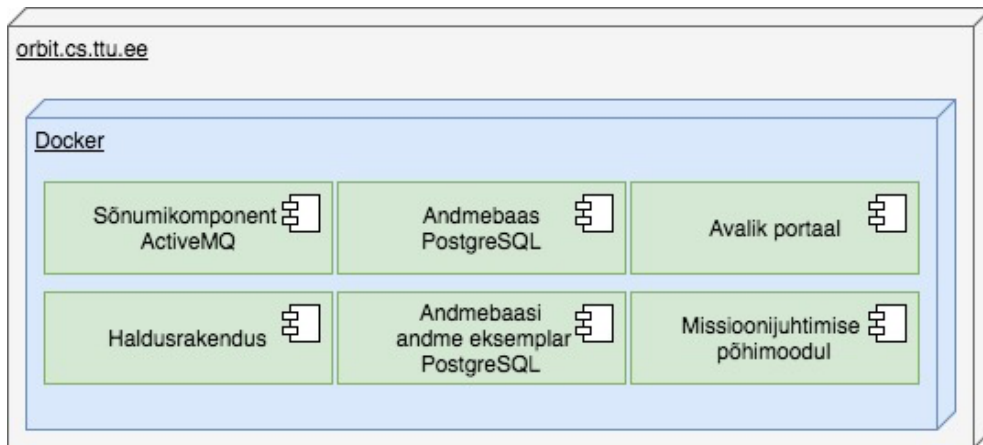 orbit.cs.ttu.ee
Docker
Sõnumikomponent
ActiveMQ
Andmebaas
PostgreSQL
Avalik portaal
Haldusrakendus
Andmebaasi
andme eksemplar
PostgreSQL
Missioonijuhtimise
põhimoodul